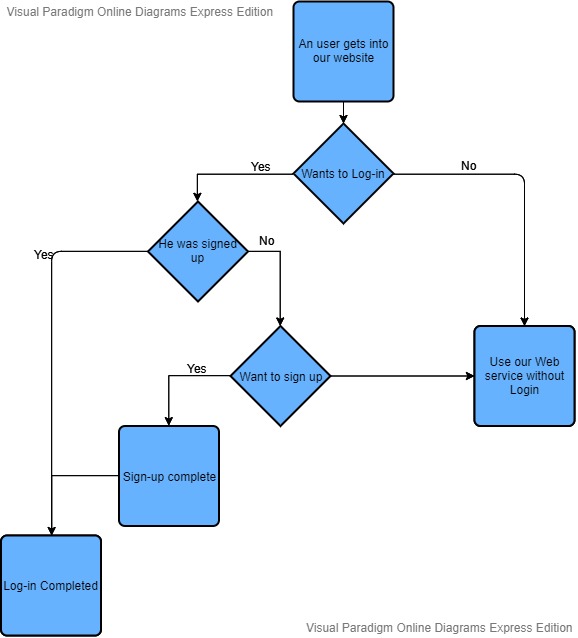 Visual Paradigm Online Diagrams Express Edition
An user gets into
our website
Wants to Log-in
Yes
No
He was signed
up
Yes
No
Want to sign up
Yes
Use our Web
service without
Login
Sign-up complete
Log-in Completed
Visual Paradigm Online Diagrams Express Edition